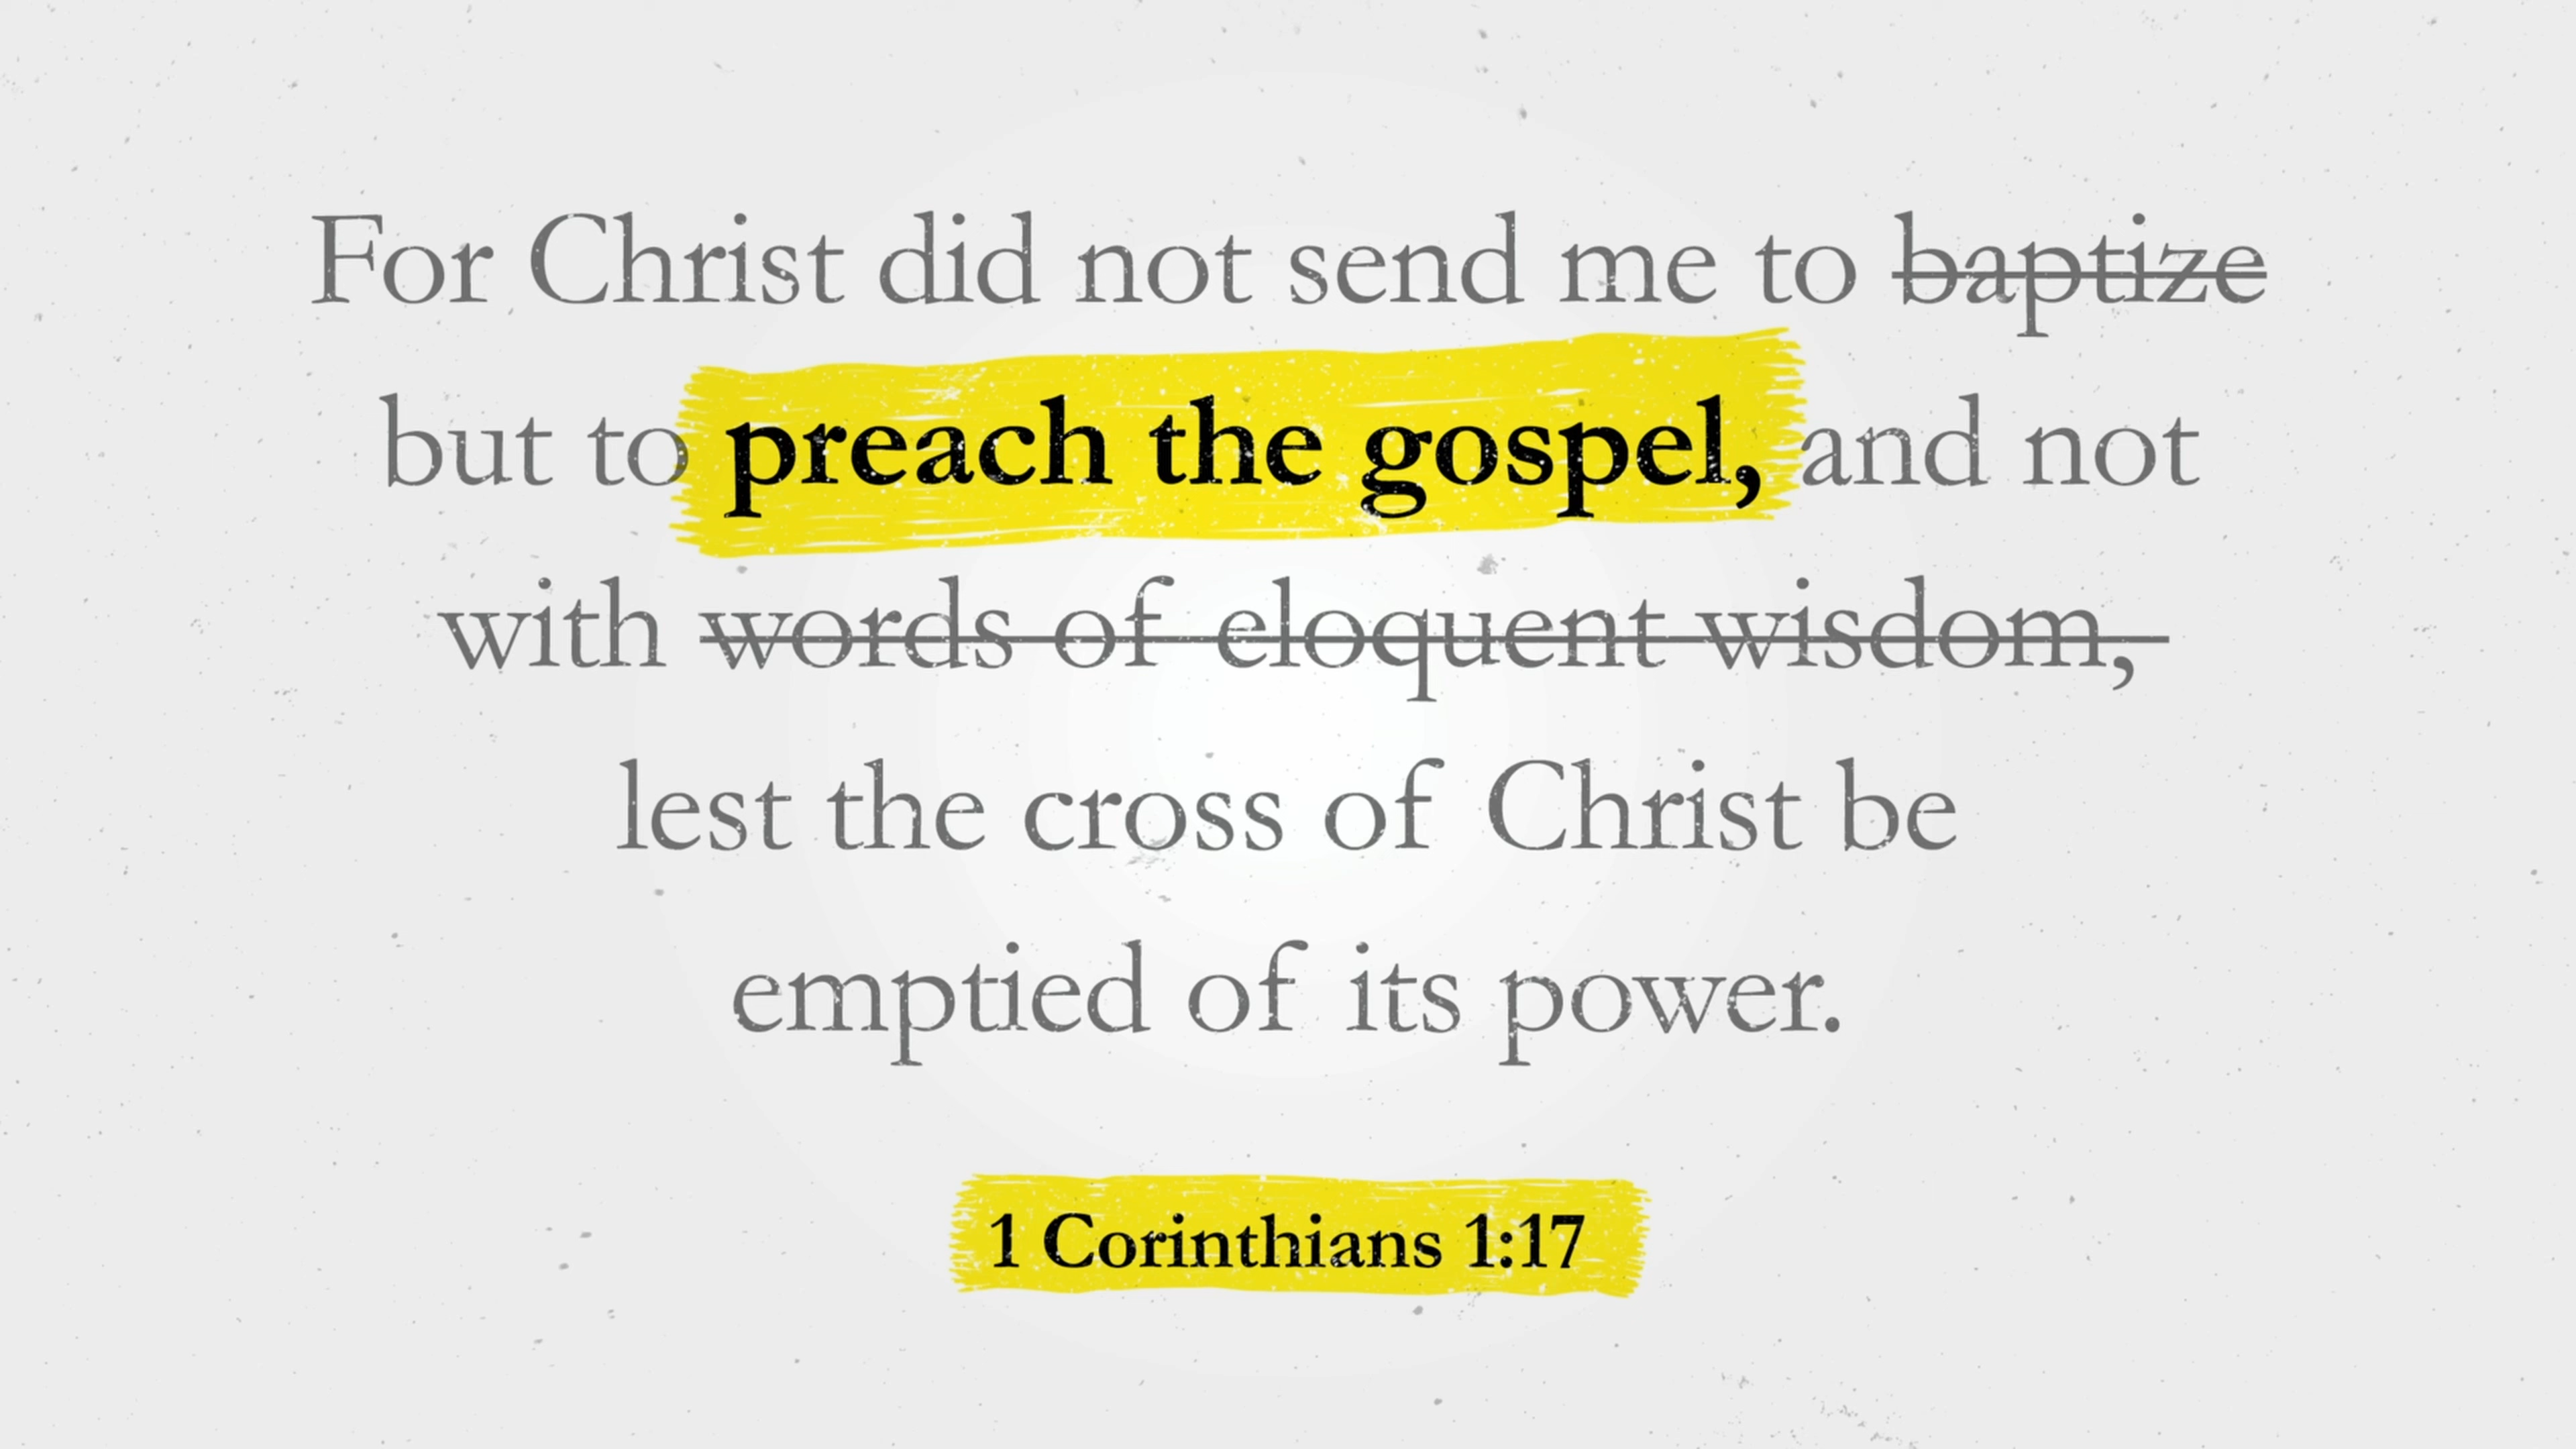 For Christ did not send me to baptize
but to preach the gospel, and not
with words of eloquent wisdom,
lest the cross of Christ be
emptied of its power.
1 Corinthians 1:17